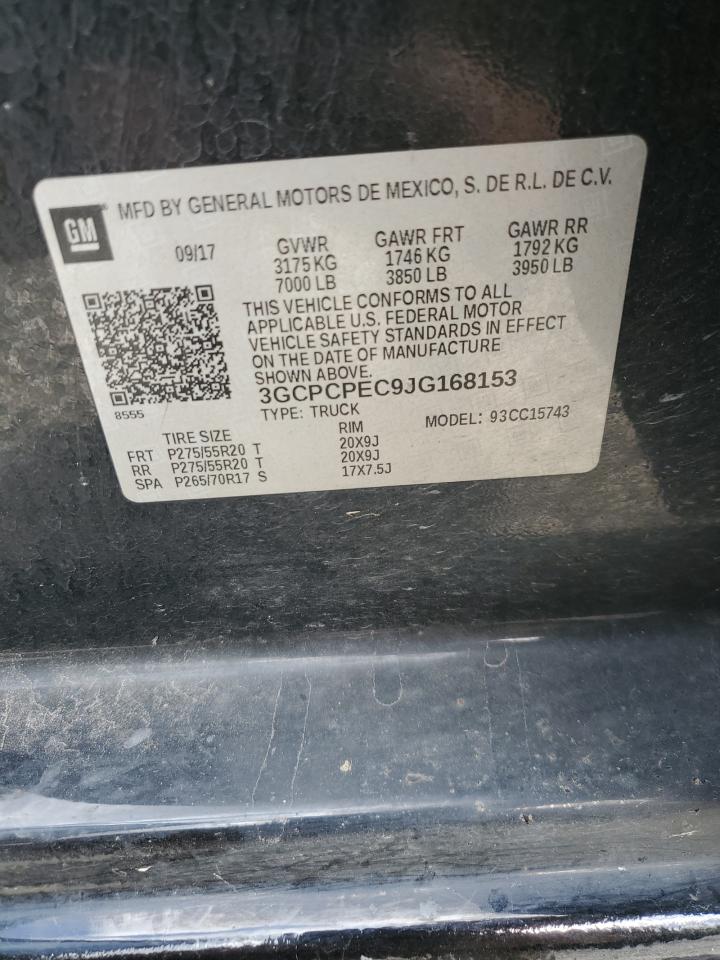 GM
MFD BY GENERAL MOTORS DE MEXICO, S. DE R.L. DE C.V.
09/17
GVWR GAWR FRT GAWR RR
3175 KG 1746 KG 1792 KG
7000 LB 3850 LB 3950 LB
THIS VEHICLE CONFORMS TO ALL
APPLICABLE U.S. FEDERAL MOTOR
VEHICLE SAFETY STANDARDS IN EFFECT
ON THE DATE OF MANUFACTURE
SHOWN ABOVE.
3GCPCPEC9JG168153
8555
TYPE: TRUCK MODEL: 93CC15743
TIRE SIZE RIM
FRT P275/55R20 T 20X9J
RR P275/55R20 T 20X9J
SPA P265/70R17 S 17X7.5J